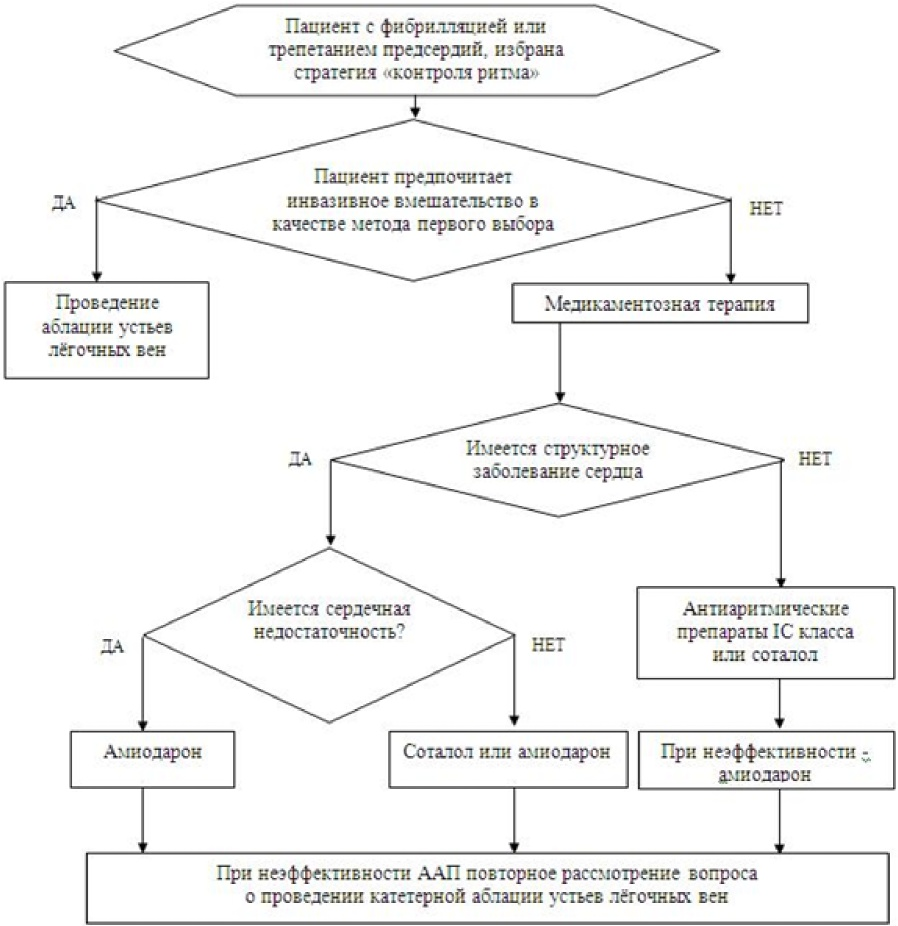 Пациент с фибрилляцией или
трепетанием предсердий, избрана
стратегия «контроля ритма»
Пациент предпочитает
инвазивное вмешательство в
качестве метода первого выбора
ДА
НЕТ
Проведение
аблации устьев
лёгочных вен
Медикаментозная терапия
Имеется структурное
заболевание сердца
ДА
НЕТ
Имеется сердечная
недостаточность?
ДА
НЕТ
Антиаритмические
препараты IC класса
или соталол
Амиодарон
Соталол или амиодарон
При неэффективности -
амиодарон
При неэффективности ААП повторное рассмотрение вопроса
о проведении катетерной аблации устьев лёгочных вен